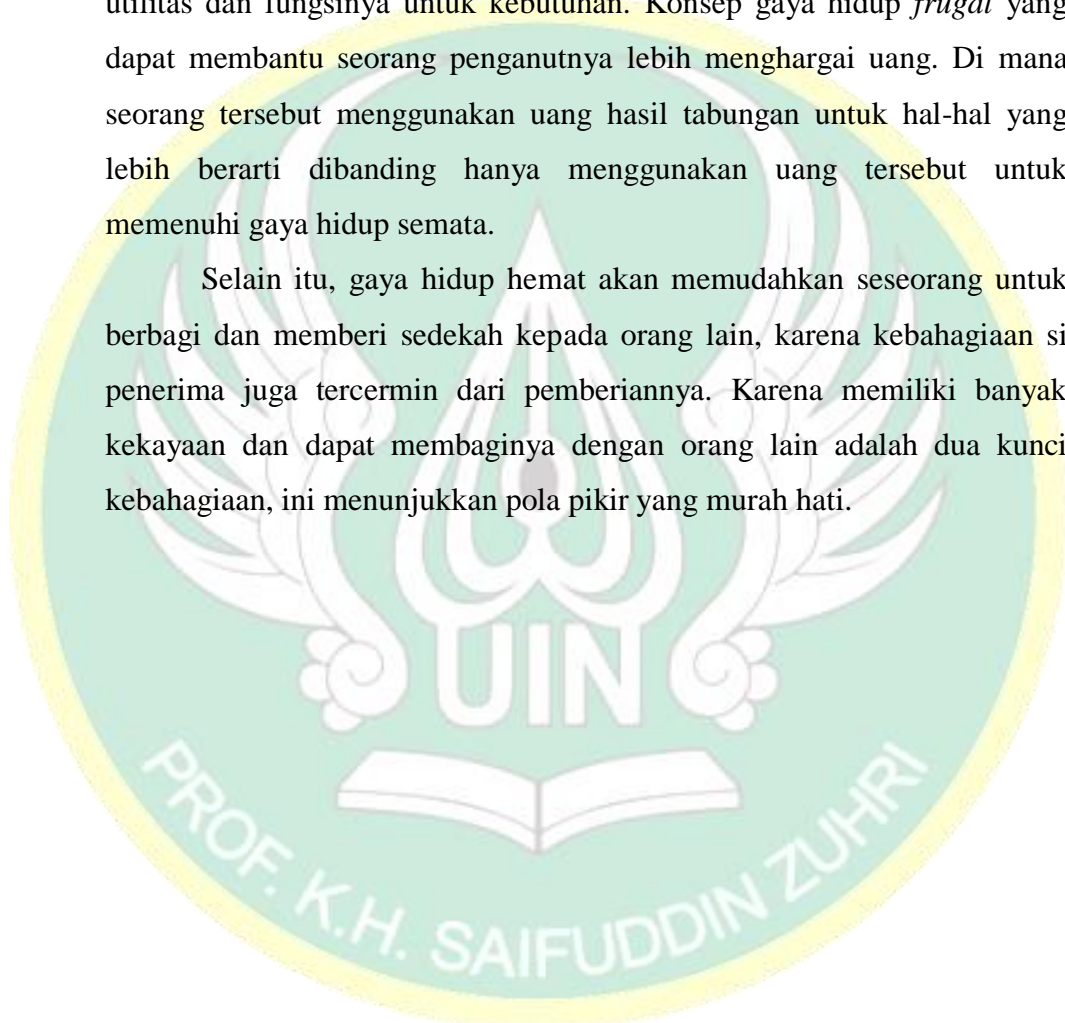 utilitas dan fungsinya untuk kebutuhan. Konsep gaya hidup frugal yang
dapat membantu seorang penganutnya lebih menghargai uang. Di mana
seorang tersebut menggunakan uang hasil tabungan untuk hal-hal yang
lebih berarti dibanding hanya menggunakan uang tersebut untuk
memenuhi gaya hidup semata.
Selain itu, gaya hidup hemat akan memudahkan seseorang untuk
berbagi dan memberi sedekah kepada orang lain, karena kebahagiaan si
penerima juga tercermin dari pemberiannya. Karena memiliki banyak
kekayaan dan dapat membaginya dengan orang lain adalah dua kunci
kebahagiaan, ini menunjukkan pola pikir yang murah hati.
UIN
PROF. K.H. SAIFUDDIN ZUHRI